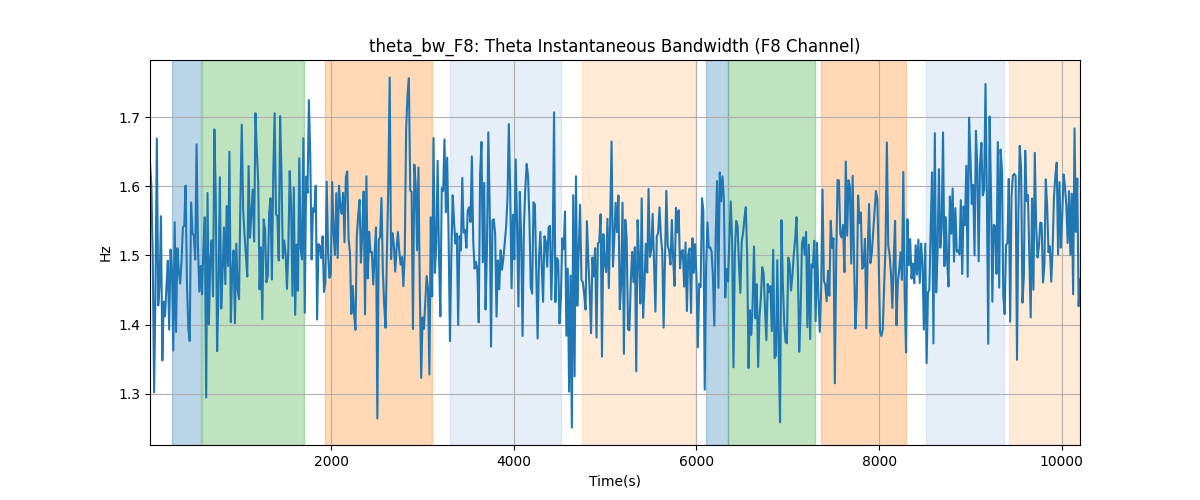 theta_bw_F8: Theta Instantaneous Bandwidth (F8 Channel)
Hz
1.7
1.6
1.5
1.4
1.3
2000 4000 6000 8000 10000
Time(s)